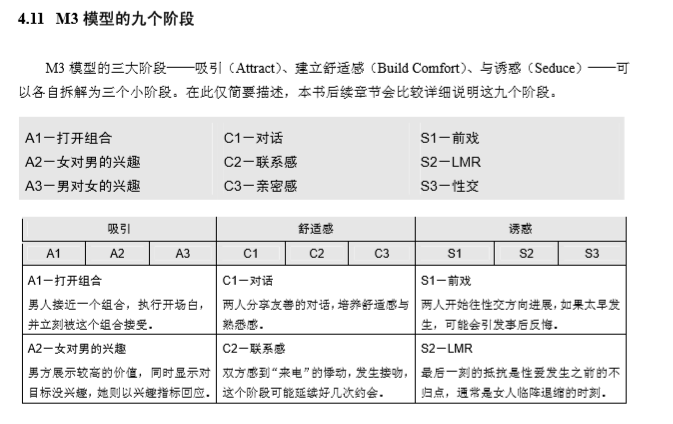 4.11 M3 模型的九个阶段
M3 模型的三大阶段——吸引（Attract）、建立舒适感（Build Comfort）、与诱惑（Seduce）——可
以各自拆解为三个小阶段。在此仅简要描述，本书后续章节会比较详细说明这九个阶段。
A1－打开组合 C1－对话 S1－前戏
A2－女对男的兴趣 C2－联系感 S2－LMR
A3－男对女的兴趣 C3－亲密感 S3－性交
吸引 舒适感 诱惑
A1 A2 A3 C1 C2 C3 S1 S2 S3
A1－打开组合 C1－对话 S1－前戏
男人接近一个组合，执行开场白， 两人分享友善的对话，培养舒适感与 两人开始往性交方向进展，如果太早发
并立刻被这个组合接受。 熟悉感。 生，可能会引发事后反悔。
A2－女对男的兴趣 C2－联系感 S2－LMR
男方展示较高的价值，同时显示对 双方感到“来电”的悸动，发生接吻， 最后一刻的抵抗是性爱发生之前的不
目标没兴趣，她则以兴趣指标回应。 这个阶段可能延续好几次约会。 归点，通常是女人临阵退缩的时刻.